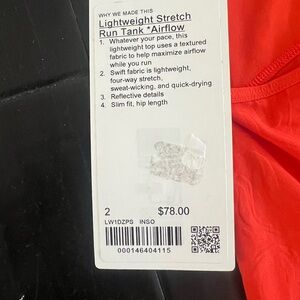 WHY WE MADE THIS
Lightweight Stretch
Run Tank *Airflow
1. Whatever your pace, this
lightweight top uses a textured
fabric to help maximize airflow
while you run
2. Swift fabric is lightweight,
four-way stretch,
sweat-wicking, and quick-drying
3. Reflective details
4. Slim fit, hip length
2 $78.00
LW1DZPS INSO
000146404115